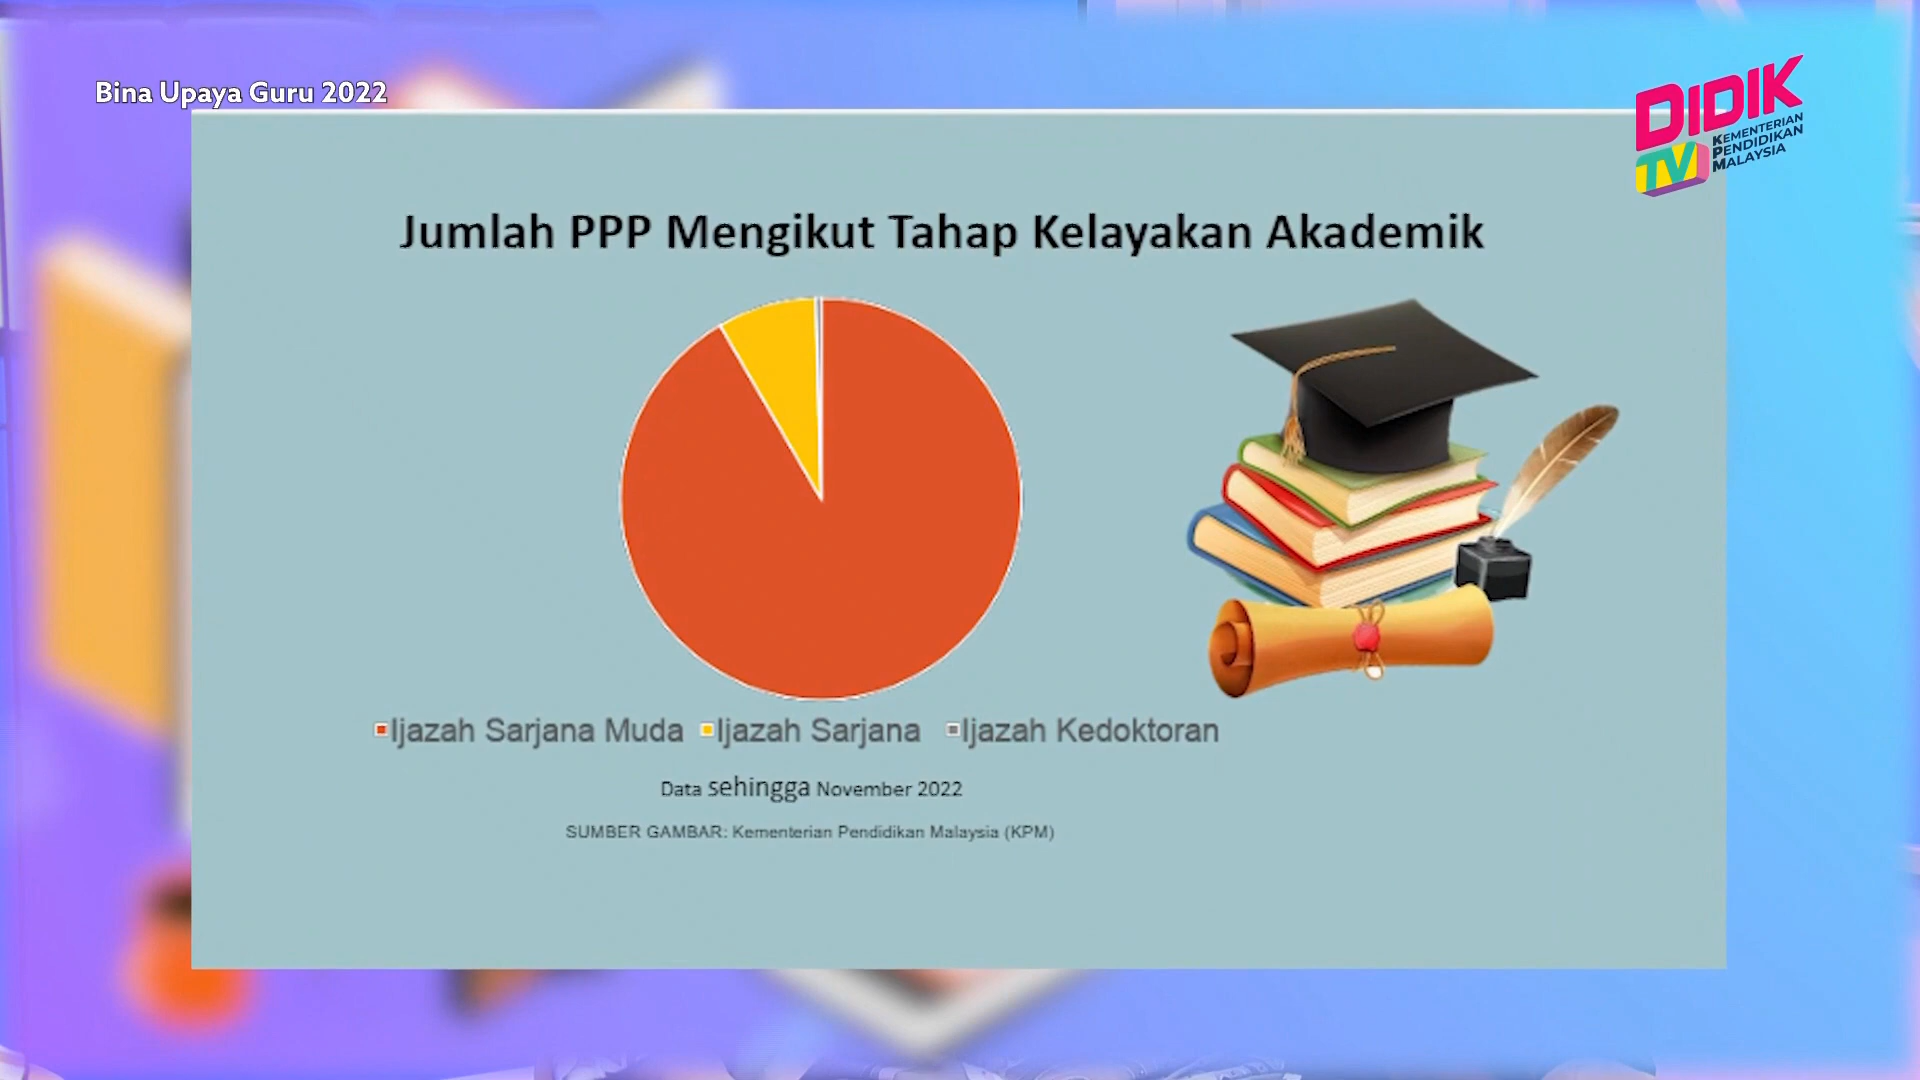 Bina Upaya Guru 2022
DIDIK
TV
KEMENTERIAN
PENDIDIKAN
MALAYSIA
Jumlah PPP Mengikut Tahap Kelayakan Akademik
Ijazah Sarjana Muda Ijazah Sarjana Ijazah Kedoktoran
Data sehingga November 2022
SUMBER GAMBAR: Kementerian Pendidikan Malaysia (KPM)